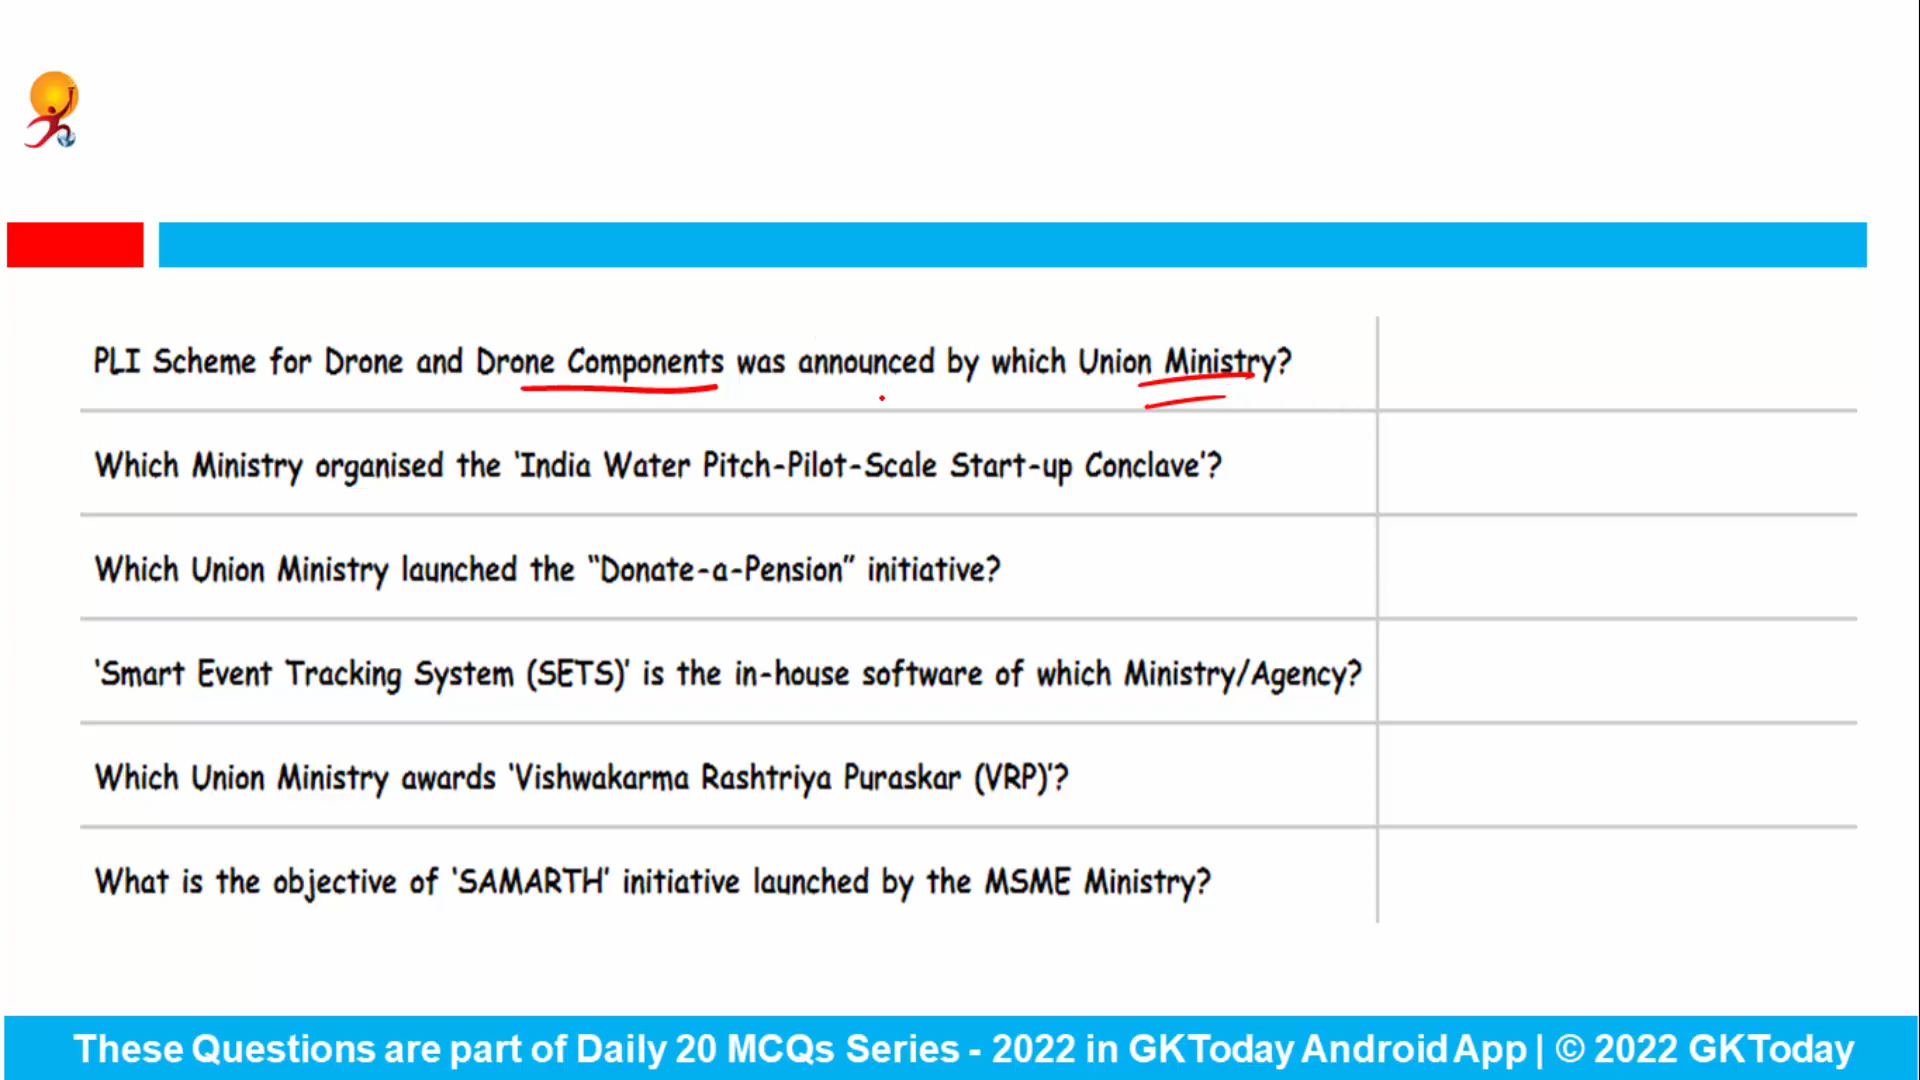 PLI Scheme for Drone and Drone Components was announced by which Union Ministry?
Which Ministry organised the ‘India Water Pitch-Pilot-Scale Start-up Conclave’?
Which Union Ministry launched the “Donate-a-Pension” initiative?
‘Smart Event Tracking System (SETS)’ is the in-house software of which Ministry/Agency?
Which Union Ministry awards ‘Vishwakarma Rashtriya Puraskar (VRP)’?
What is the objective of ‘SAMARTH’ initiative launched by the MSME Ministry?
These Questions are part of Daily 20 MCQs Series - 2022 in GKToday Android App | © 2022 GKToday